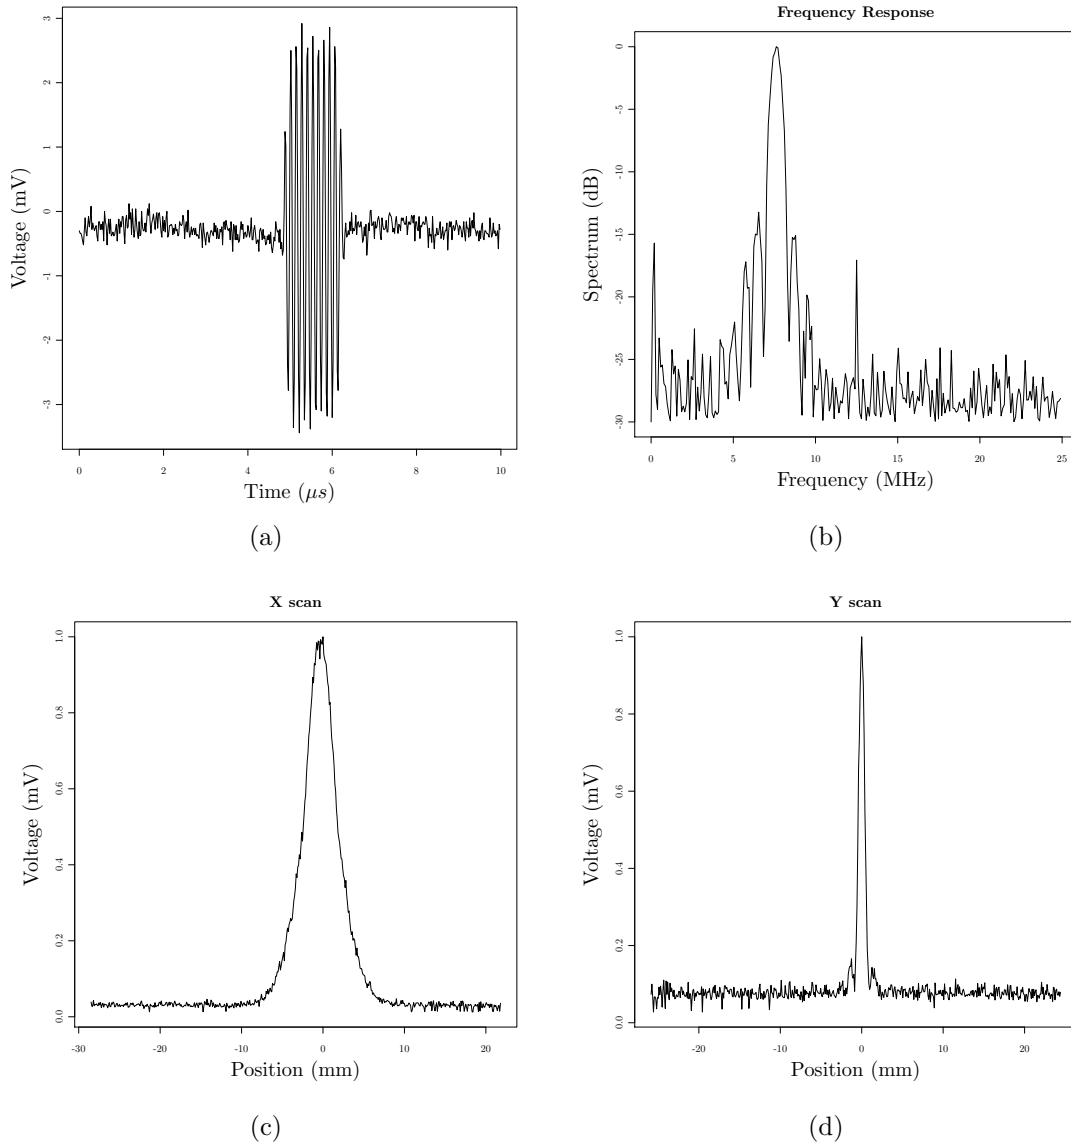 3
2
1
0
-1
-2
-3
Voltage (mV)
0 2 4 6 8 10
Time (μs)
(a)
Frequency Response
0
-5
-10
-15
-20
-25
-30
Spectrum (dB)
0 5 10 15 20 25
Frequency (MHz)
(b)
X scan
1.0
0.8
0.6
0.4
0.2
0.0
Voltage (mV)
-30 -20 -10 0 10 20
Position (mm)
(c)
Y scan
1.0
0.8
0.6
0.4
0.2
0.0
Voltage (mV)
-20 -10 0 10 20
Position (mm)
(d)